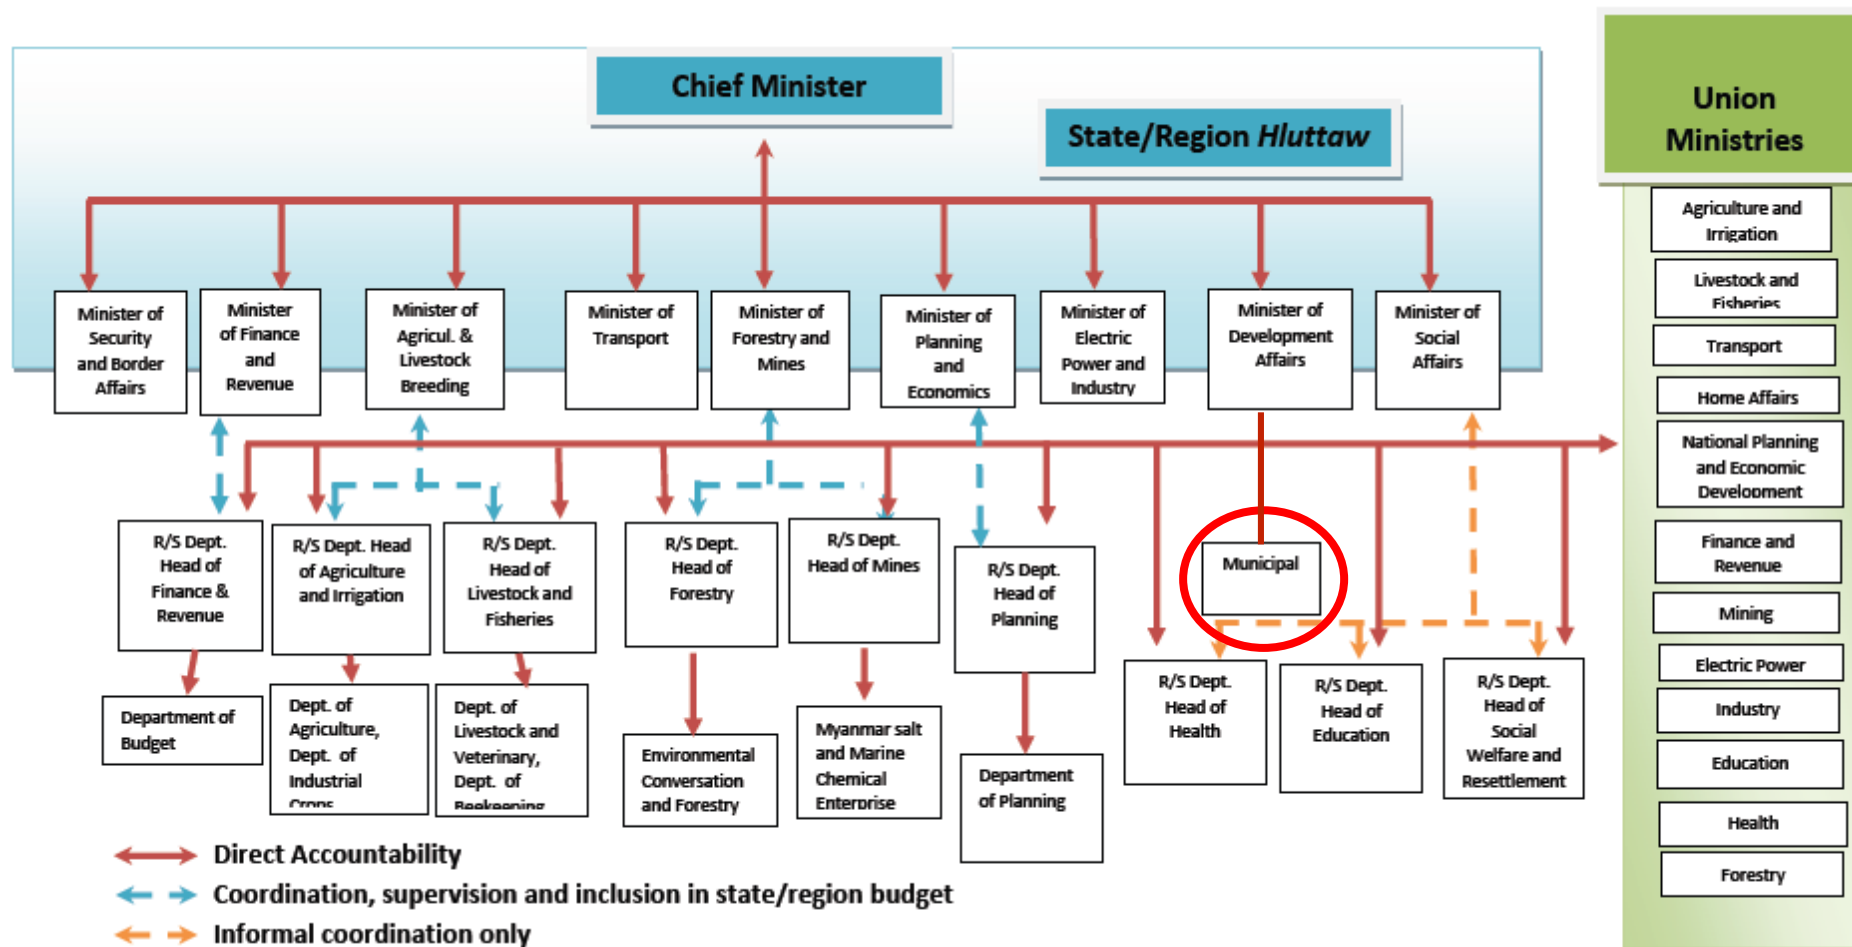 Chief Minister
State/Region Hluttaw
Union
Ministries
Minister of
Security
and Border
Affairs
Minister
of Finance
and
Revenue
Minister of
Agricul. &
Livestock
Breeding
Minister of
Transport
Minister of
Forestry and
Mines
Minister of
Planning
and
Economics
Minister of
Electric
Power and
Industry
Minister of
Development
Affairs
Minister of
Social
Affairs
R/S Dept.
Head of
Finance &
Revenue
R/S Dept. Head
of Agriculture
and Irrigation
R/S Dept.
Head of
Livestock and
Fisheries
R/S Dept.
Head of
Forestry
R/S Dept.
Head of Mines
R/S Dept.
Head of
Planning
Municipal
R/S Dept.
Head of
Health
R/S Dept.
Head of
Education
R/S Dept.
Head of
Social
Welfare and
Resettlement
Department of
Budget
Dept. of
Agriculture,
Dept. of
Industrial
Crops
Dept. of
Livestock and
Veterinary,
Dept. of
Beekeeping
Environmental
Conversation
and Forestry
Myanmar salt
and Marine
Chemical
Enterprise
Department
of Planning
Agriculture and
Irrigation
Livestock and
Fisheries
Transport
Home Affairs
National Planning
and Economic
Development
Finance and
Revenue
Mining
Electric Power
Industry
Education
Health
Forestry
Direct Accountability
Coordination, supervision and inclusion in state/region budget
Informal coordination only